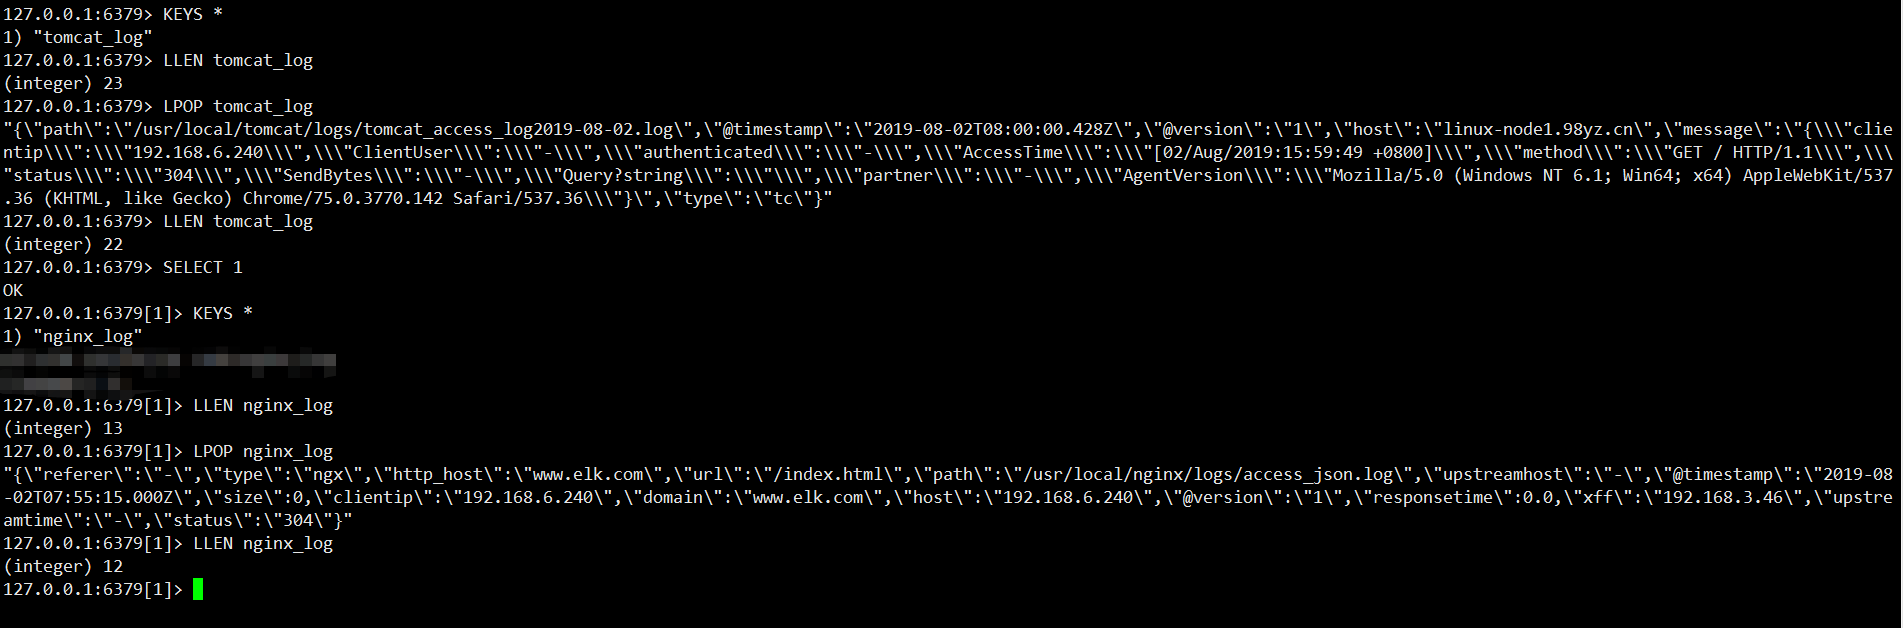 127.0.0.1:6379> KEYS *
1) "tomcat_log"
127.0.0.1:6379> LLEN tomcat_log
(integer) 23
127.0.0.1:6379> LPOP tomcat_log
"{\"path\":\"/usr/local/tomcat/logs/tomcat_access_log2019-08-02.log\",\"@timestamp\":\"2019-08-02T08:00:00.428Z\",\"@version\":\"1\",\"host\":\"linux-node1.98yz.cn\",\"message\":\"{\\\"clie
ntip\\\":\\\"192.168.6.240\\\",\\\"ClientUser\\\":\\\"-\\\",\\\"authenticated\\\":\\\"-\\\",\\\"AccessTime\\\":\\\"[02/Aug/2019:15:59:49 +0800]\\\",\\\"method\\\":\\\"GET / HTTP/1.1\\\",\\\
"status\\\":\\\"304\\\",\\\"SendBytes\\\":\\\"-\\\",\\\"Query?string\\\":\\\"\\\",\\\"partner\\\":\\\"-\\\",\\\"AgentVersion\\\":\\\"Mozilla/5.0 (Windows NT 6.1; Win64; x64) AppleWebKit/537
.36 (KHTML, like Gecko) Chrome/75.0.3770.142 Safari/537.36\\\"}\",\"type\":\"tc\"}"
127.0.0.1:6379> LLEN tomcat_log
(integer) 22
127.0.0.1:6379> SELECT 1
OK
127.0.0.1:6379[1]> KEYS *
1) "nginx_log"
127.0.0.1:6379[1]> LLEN nginx_log
(integer) 13
127.0.0.1:6379[1]> LPOP nginx_log
"{\"referer\":\"-\",\"type\":\"ngx\",\"http_host\":\"www.elk.com\",\"url\":\"/index.html\",\"path\":\"/usr/local/nginx/logs/access_json.log\",\"upstreamhost\":\"-\",\"@timestamp\":\"2019-08
-02T07:55:15.000Z\",\"size\":0,\"clientip\":\"192.168.6.240\",\"domain\":\"www.elk.com\",\"host\":\"192.168.6.240\",\"@version\":\"1\",\"responsetime\":0.0,\"xff\":\"192.168.3.46\",\"upstre
amtime\":\"-\",\"status\":\"304\"}"
127.0.0.1:6379[1]> LLEN nginx_log
(integer) 12
127.0.0.1:6379[1]>